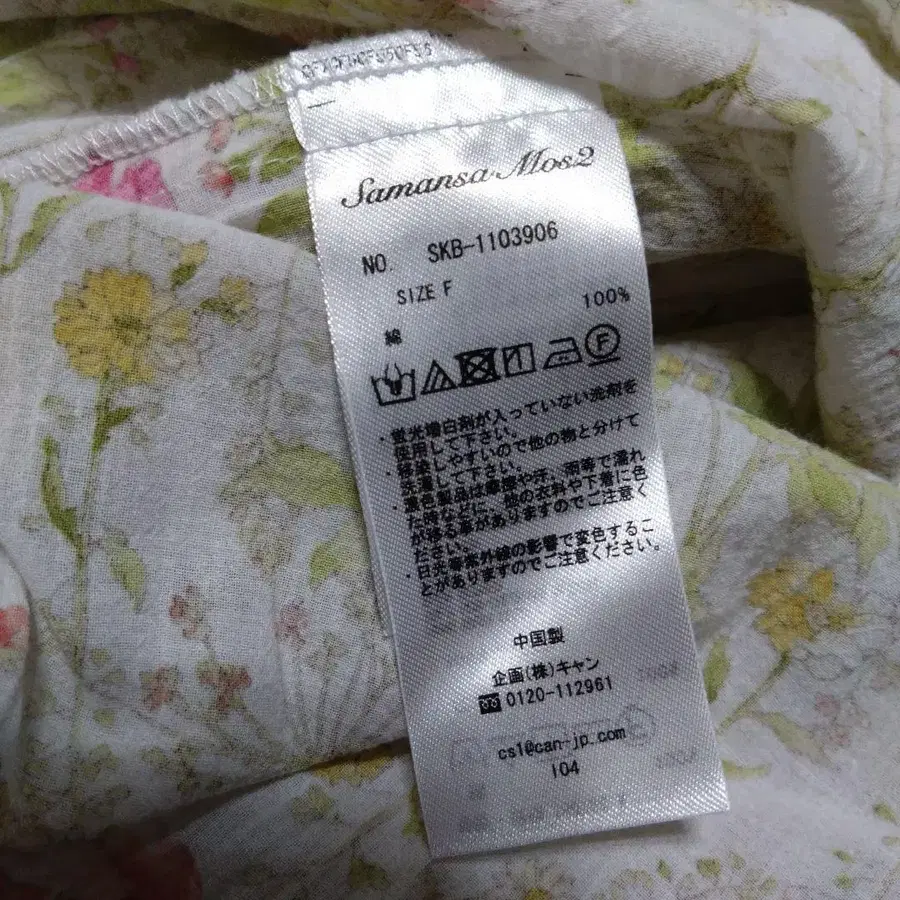 Samansa Mos2
NO. SKB-1103906
SIZE F
綿 100%
F
・蛍光増白剤が入っていない洗剤を
使用して下さい。
・移染しやすいので他の物と分けて
洗濯して下さい。
・濃色製品は摩擦や汗、雨等で濡れ
た時などに、他の衣料や下着に色
が移る事がありますのでご注意く
ださい。
・日光等紫外線の影響で変色するこ
とがありますのでご注意ください。
中国製
企画(株)キャン
0120-112961
cs1@can-jp.com
104